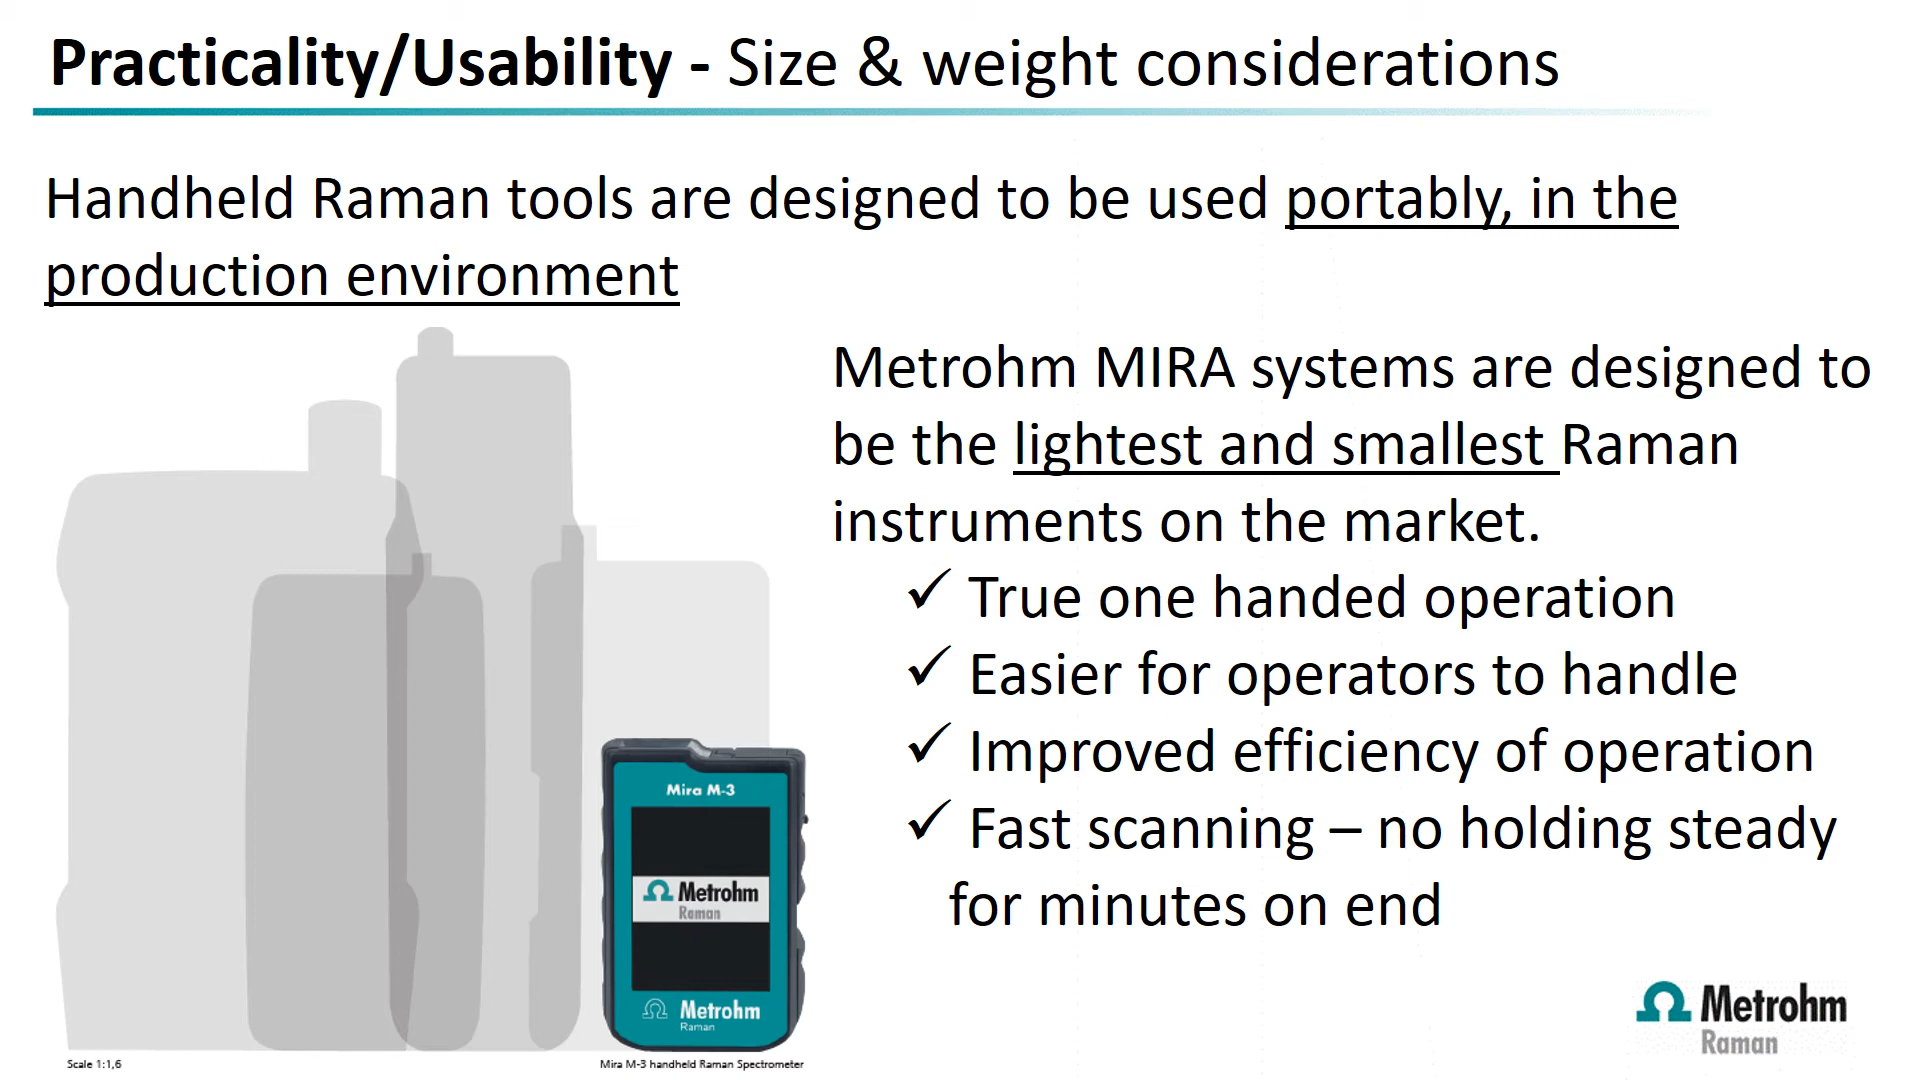 Practicality/Usability - Size & weight considerations
Handheld Raman tools are designed to be used portably, in the
production environment
Metrohm MIRA systems are designed to
be the lightest and smallest Raman
instruments on the market.
✓ True one handed operation
✓ Easier for operators to handle
✓ Improved efficiency of operation
✓ Fast scanning – no holding steady
for minutes on end
Mira M-3
Metrohm
Raman
Metrohm
Raman
Scale 1:1,6
Mira M-3 handheld Raman Spectrometer
Metrohm
Raman